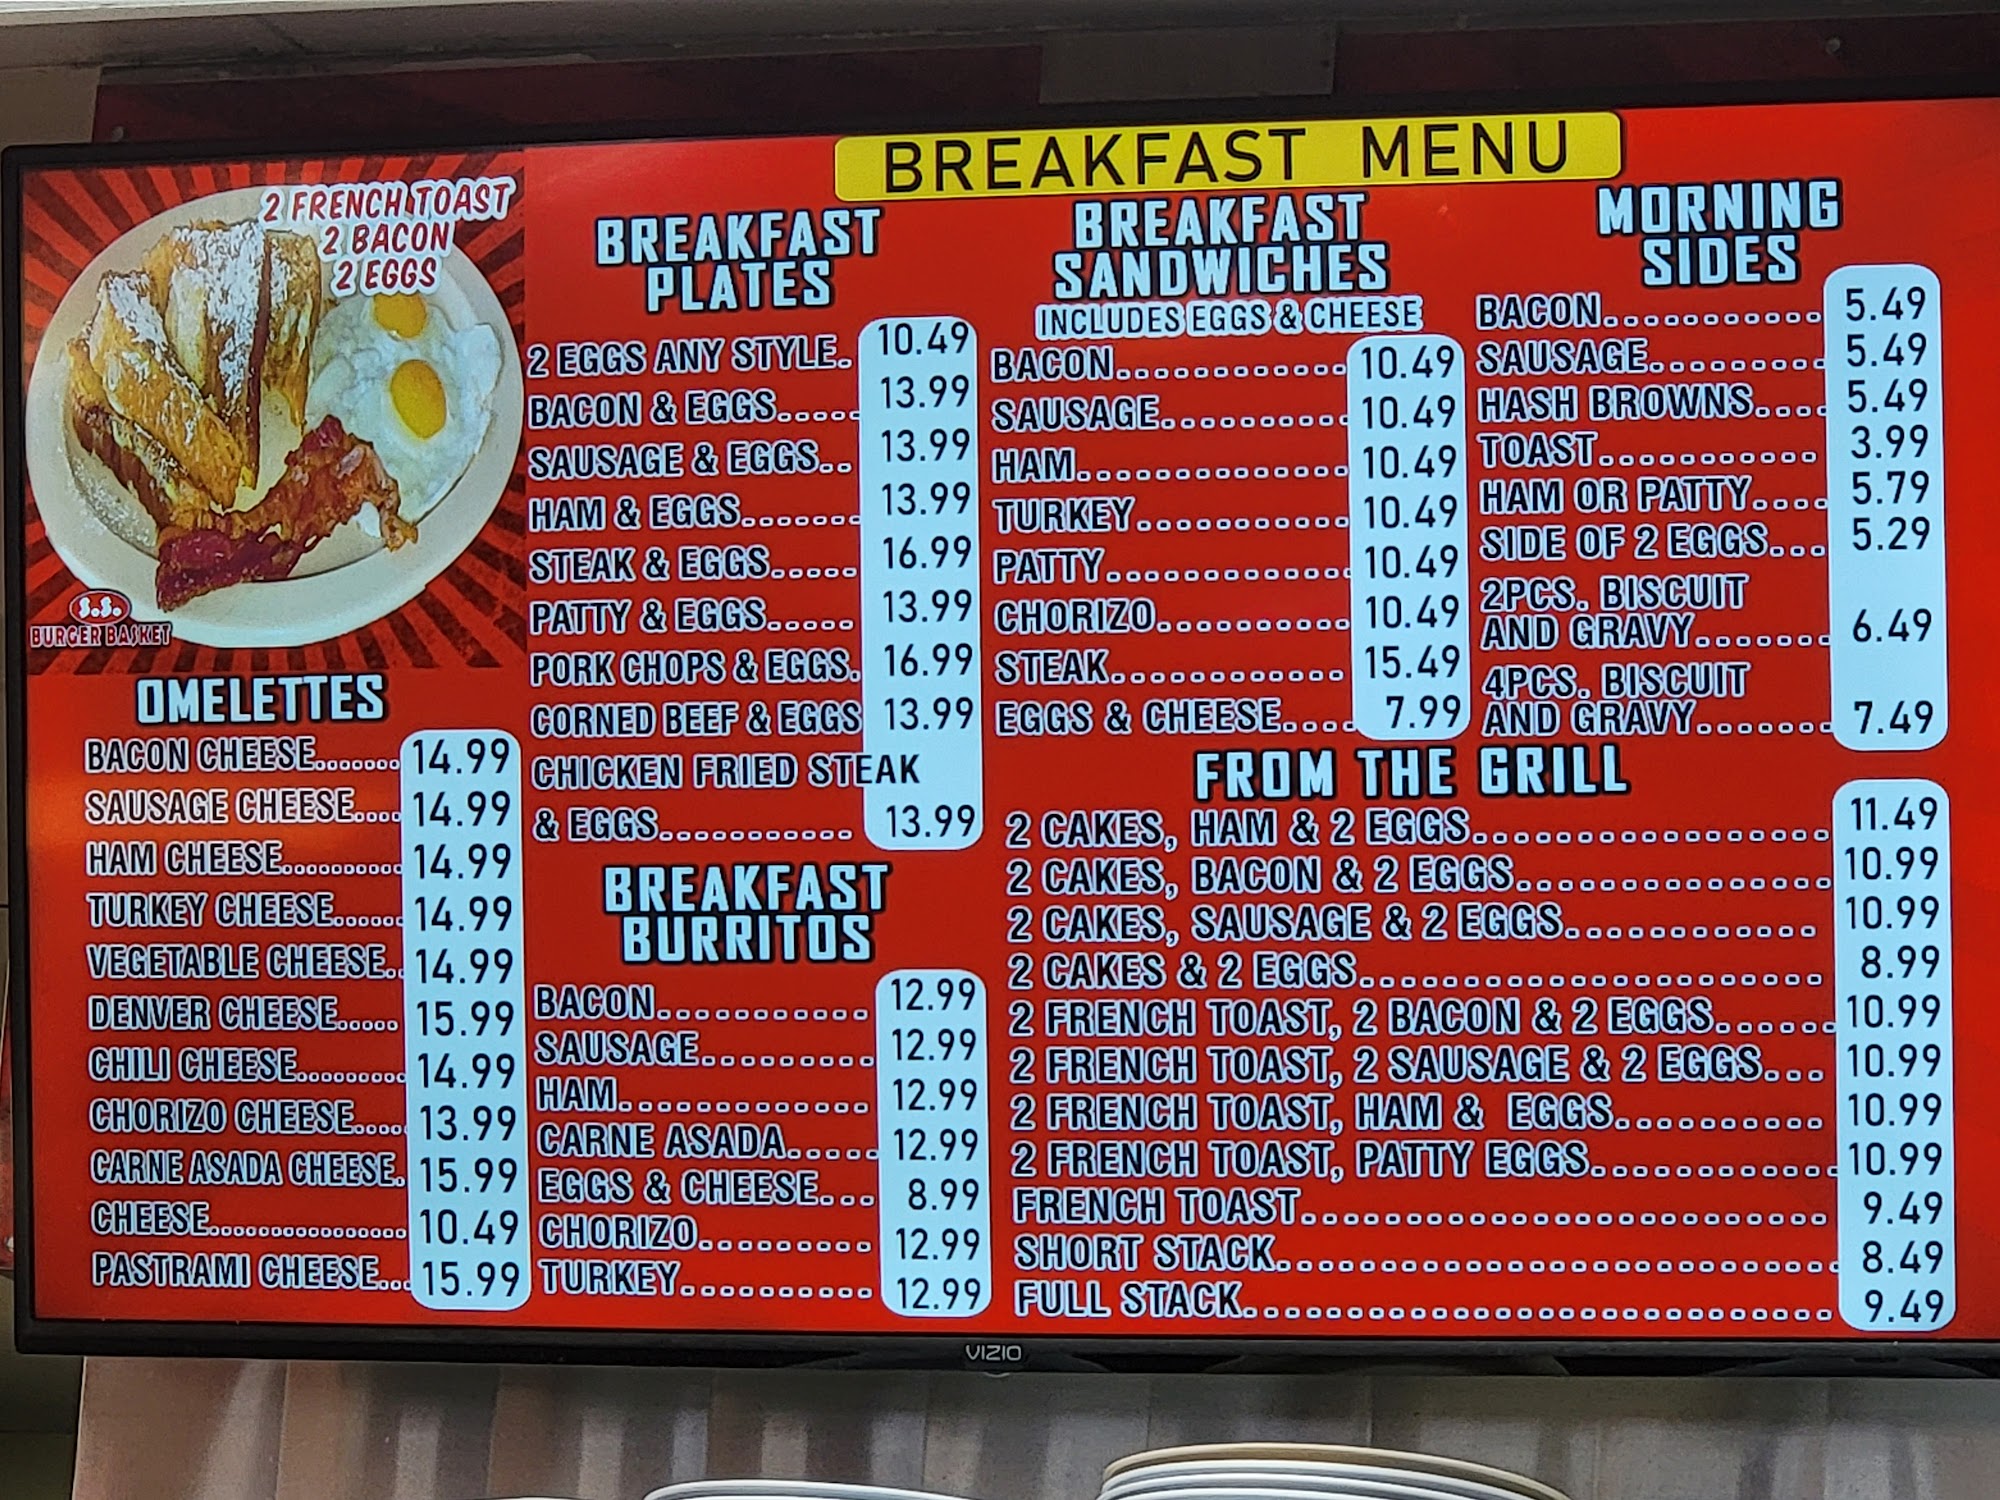 BREAKFAST MENU
2 FRENCH TOAST
2 BACON
2 EGGS
S.S.
BURGER BASKET
OMELETTES
BACON CHEESE....... 14.99
SAUSAGE CHEESE.... 14.99
HAM CHEESE........... 14.99
TURKEY CHEESE...... 14.99
VEGETABLE CHEESE.. 14.99
DENVER CHEESE..... 15.99
CHILI CHEESE.......... 14.99
CHORIZO CHEESE..... 13.99
CARNE ASADA CHEESE. 15.99
CHEESE.................. 10.49
PASTRAMI CHEESE... 15.99
BREAKFAST
PLATES
2 EGGS ANY STYLE. 10.49
BACON & EGGS..... 13.99
SAUSAGE & EGGS.. 13.99
HAM & EGGS....... 13.99
STEAK & EGGS..... 16.99
PATTY & EGGS..... 13.99
PORK CHOPS & EGGS. 16.99
CORNED BEEF & EGGS 13.99
CHICKEN FRIED STEAK
& EGGS........... 13.99
BREAKFAST
BURRITOS
BACON........... 12.99
SAUSAGE......... 12.99
HAM............. 12.99
CARNE ASADA..... 12.99
EGGS & CHEESE... 8.99
CHORIZO......... 12.99
TURKEY.......... 12.99
BREAKFAST
SANDWICHES
INCLUDES EGGS & CHEESE
BACON............ 10.49
SAUSAGE.......... 10.49
HAM.............. 10.49
TURKEY........... 10.49
PATTY............. 10.49
CHORIZO.......... 10.49
STEAK............ 15.49
EGGS & CHEESE.... 7.99
MORNING
SIDES
BACON........... 5.49
SAUSAGE......... 5.49
HASH BROWNS.... 5.49
TOAST........... 3.99
HAM OR PATTY.... 5.79
SIDE OF 2 EGGS... 5.29
2PCS. BISCUIT
AND GRAVY....... 6.49
4PCS. BISCUIT
AND GRAVY....... 7.49
FROM THE GRILL
2 CAKES, HAM & 2 EGGS................. 11.49
2 CAKES, BACON & 2 EGGS............... 10.99
2 CAKES, SAUSAGE & 2 EGGS............ 10.99
2 CAKES & 2 EGGS...................... 8.99
2 FRENCH TOAST, 2 BACON & 2 EGGS...... 10.99
2 FRENCH TOAST, 2 SAUSAGE & 2 EGGS... 10.99
2 FRENCH TOAST, HAM & EGGS.......... 10.99
2 FRENCH TOAST, PATTY EGGS............ 10.99
FRENCH TOAST......................... 9.49
SHORT STACK........................... 8.49
FULL STACK............................ 9.49
VIZIO